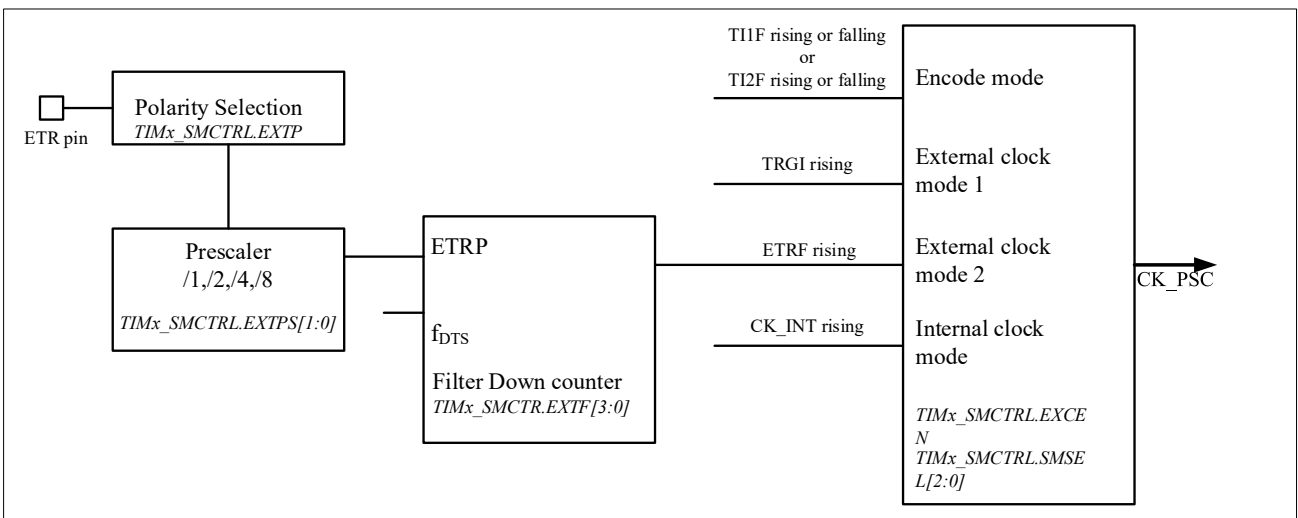 ETR pin
Polarity Selection
TIMx_SMCTRL.EXTP
Prescaler
/1,/2,/4,/8
TIMx_SMCTRL.EXTPS[1:0]
ETRP
fDTS
Filter Down counter
TIMx_SMCTR.EXTF[3:0]
TI1F rising or falling
or
TI2F rising or falling
TRGI rising
ETRF rising
CK_INT rising
Encode mode
External clock
mode 1
External clock
mode 2
Internal clock
mode
TIMx_SMCTRL.EXCE
N
TIMx_SMCTRL.SMSE
L[2:0]
CK_PSC